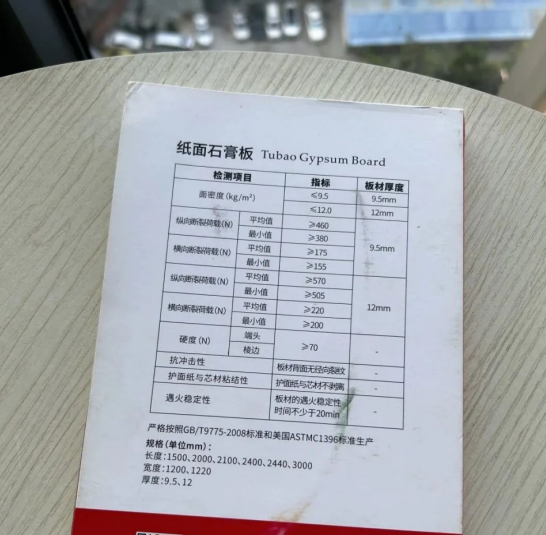 纸面石膏板 Tubao Gypsum Board
检测项目 指标 板材厚度
面密度(kg/m²) ≤9.5 9.5mm
≤12.0 12mm
纵向断裂荷载(N) 平均值 ≥460 9.5mm
最小值 ≥380
横向断裂荷载(N) 平均值 ≥175
最小值 ≥155
纵向断裂荷载(N) 平均值 ≥570 12mm
最小值 ≥505
横向断裂荷载(N) 平均值 ≥220
最小值 ≥200
硬度(N) 端头 ≥70 -
棱边
抗冲击性 板材背面无径向裂纹 -
护面纸与芯材粘结性 护面纸与芯材不剥离 -
遇火稳定性 板材的遇火稳定性 -
时间不少于20min
严格按照GB/T9775-2008标准和美国ASTMC1396标准生产
规格(单位mm):
长度:1500、2000、2100、2400、2440、3000
宽度:1200、1220
厚度:9.5、12